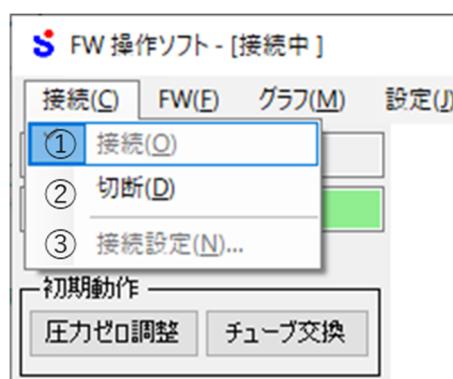 FW 操作ソフト - [接続中 ]
接続(C) FW(F) グラフ(M) 設定(J)
① 接続(O)
② 切断(D)
③ 接続設定(N)...
初期動作
圧力ゼロ調整 チューブ交換